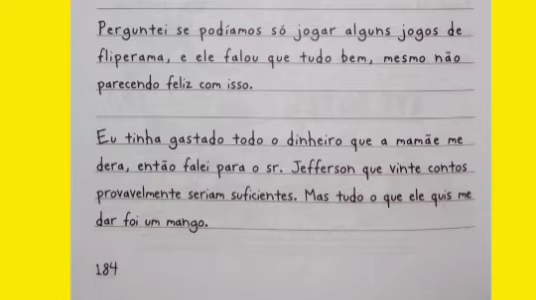 Perguntei se podíamos só jogar alguns jogos de
fliperama, e ele falou que tudo bem, mesmo não
parecendo feliz com isso.
Eu tinha gastado todo o dinheiro que a mamãe me
dera, então falei para o sr. Jefferson que vinte contos
provavelmente seriam suficientes. Mas tudo o que ele quis me
dar foi um mango.
184